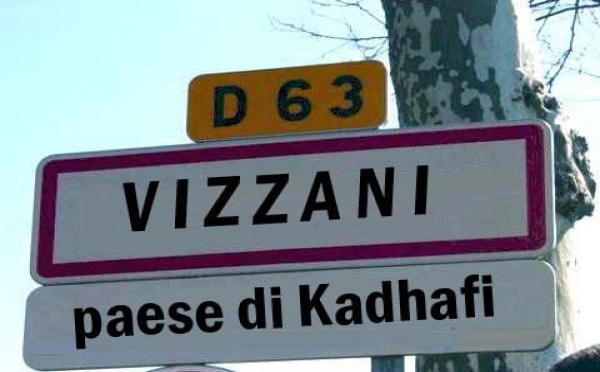 D 63
VIZZANI
paese di Kadhafi